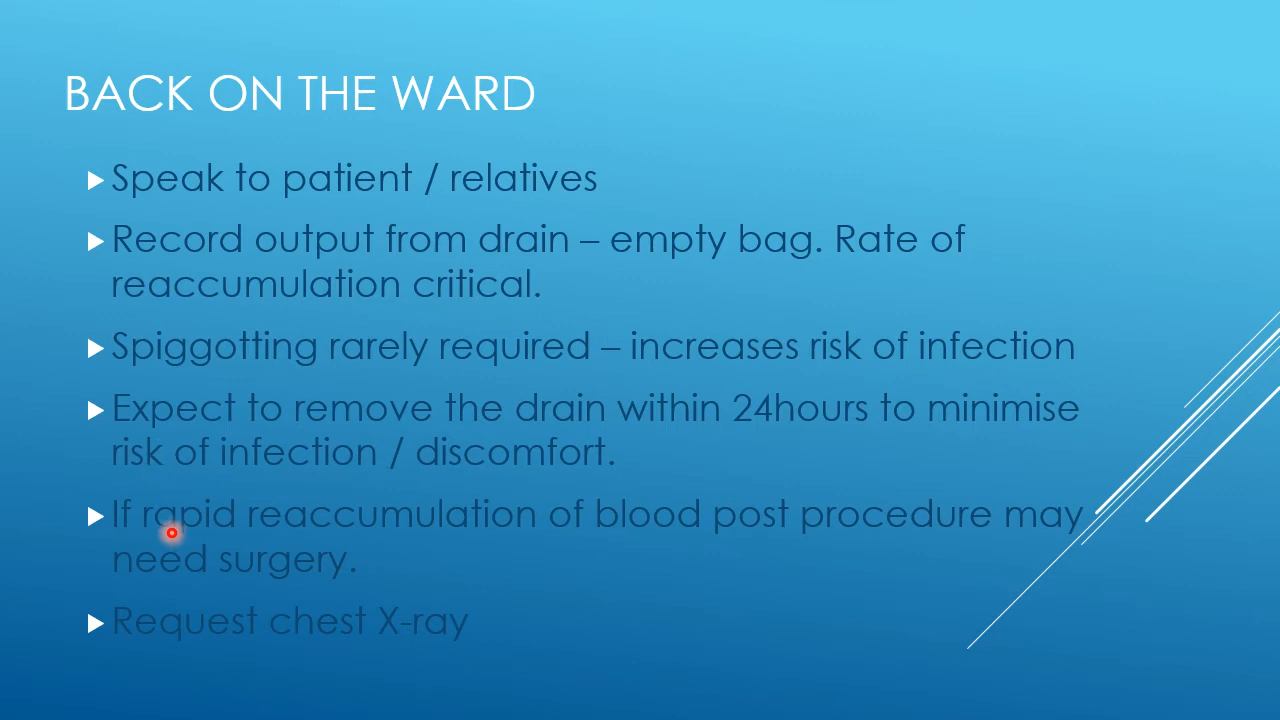 BACK ON THE WARD
Speak to patient / relatives
Record output from drain – empty bag. Rate of
reaccumulation critical.
Spiggotting rarely required – increases risk of infection
Expect to remove the drain within 24hours to minimise
risk of infection / discomfort.
If rapid reaccumulation of blood post procedure may
need surgery.
Request chest X-ray